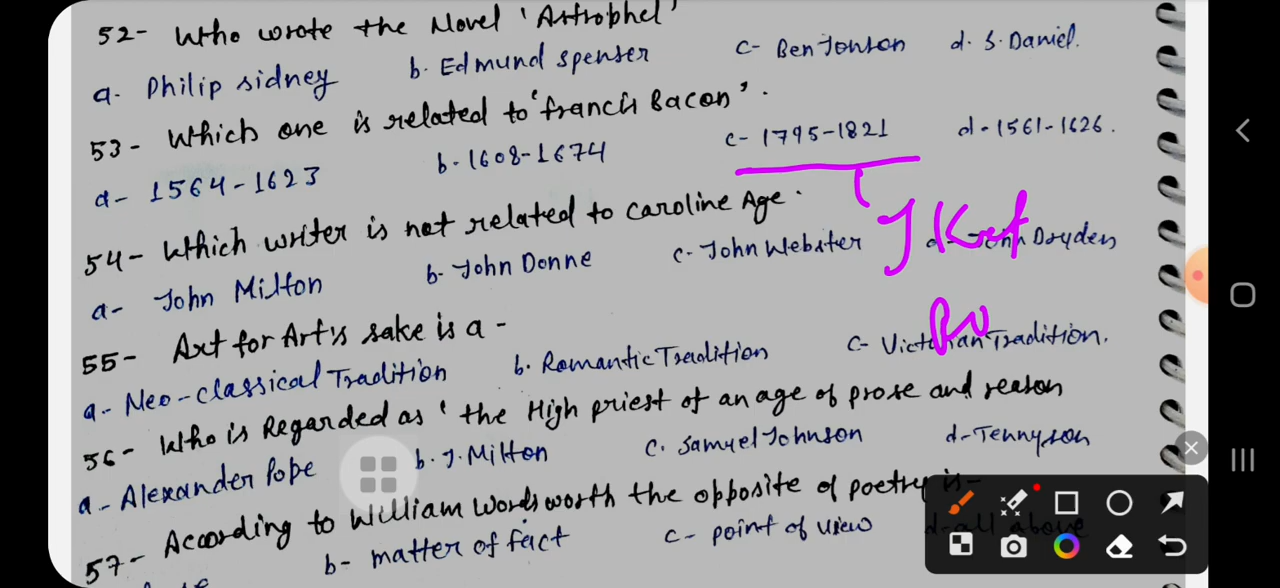 52- Who wrote the Novel 'Astrophel'
a. Philip sidney b. Edmund spenser c- Ben Jonson d. S. Daniel.
53- Which one is related to 'francis Bacon'.
a- 1564-1623 b-1608-1674 c- 1795-1821 d-1561-1626.
54- Which writer is not related to Caroline Age.
J
a- John Milton b- John Donne c- John Webster d- John Dryden
55- Art for Art's sake is a -
a- Neo-classical Tradition b. Romantic Tradition c- Victorian Tradition.
56- Who is Regarded as 'the High priest of an age of prose and reason
a- Alexander Pope b. J. Milton c. Samuel Johnson d-Tennyson
57- According to William Wordsworth the opposite of poetry is-
b- matter of fact c- point of view d-all above